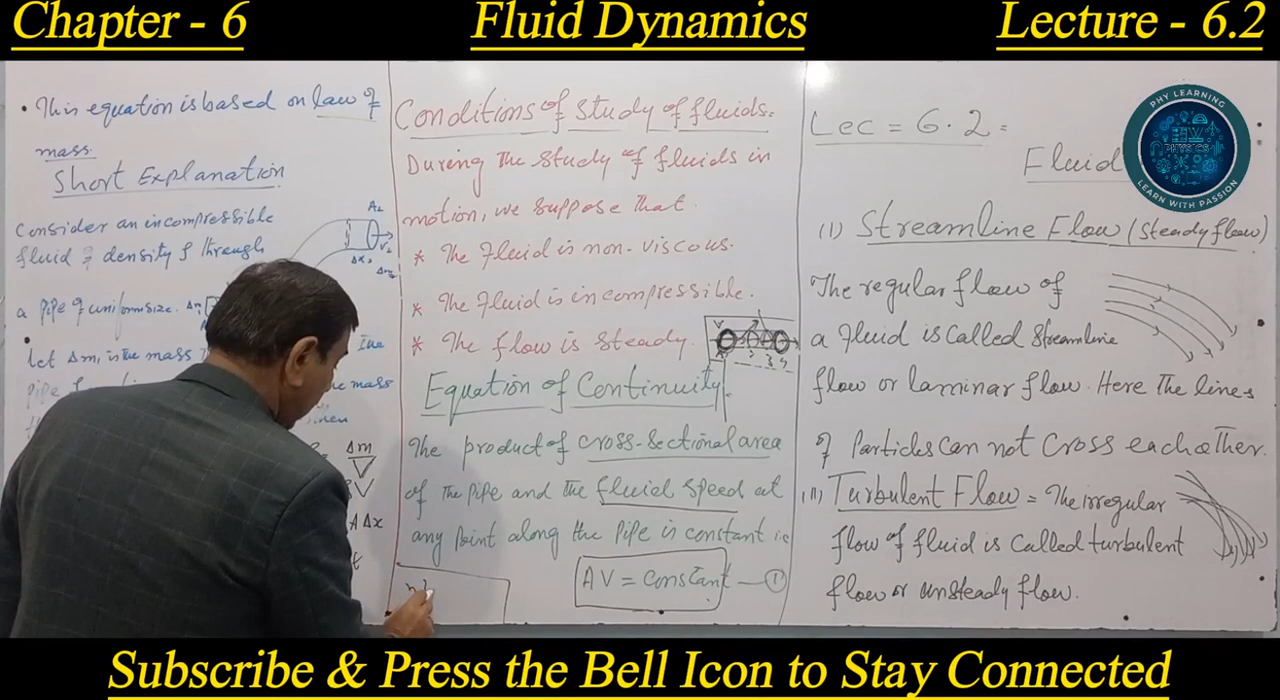 Chapter - 6
Fluid Dynamics
Lecture - 6.2
• This equation is based on law of
mass.
Short Explanation
Consider an incompressible
fluid of density ρ through
a pipe of uniform size.
Let Δm, is the mass
mass
Δm
V
A Δx
A₂
V₂
Δx₂
Conditions of study of fluids.
During the study of fluids in
motion, we suppose that.
* The Fluid is non-viscous.
* The Fluid is incompressible.
* The flow is steady.
Equation of Continuity
The product of cross-sectional area
of the pipe and the fluid speed at
any point along the pipe is constant i.e
AV = constant — ①
Lec = 6.2 =
Fluid
(I) Streamline Flow (Steady flow)
The regular flow of
a Fluid is called streamline
flow or laminar flow. Here the lines
of Particles can not cross each other.
(II) Turbulent Flow = The irregular
flow of fluid is called turbulent
flow or unsteady flow.
PHY LEARNING
PHYSICS
LEARN WITH PASSION
Subscribe & Press the Bell Icon to Stay Connected